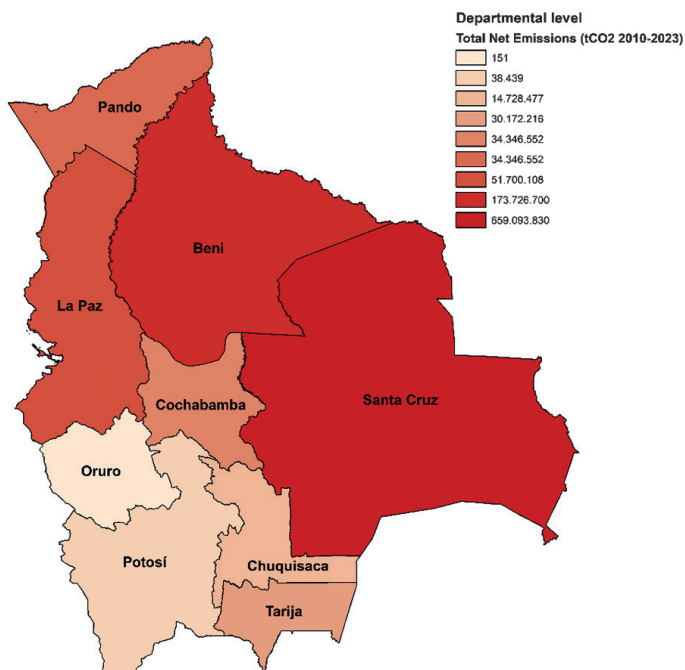 Departmental level
Total Net Emissions (tCO2 2010-2023)
151
38.439
14.728.477
30.172.216
34.346.552
34.346.552
51.700.108
173.726.700
659.093.830
Pando
Beni
La Paz
Santa Cruz
Cochabamba
Oruro
Potosí
Chuquisaca
Tarija